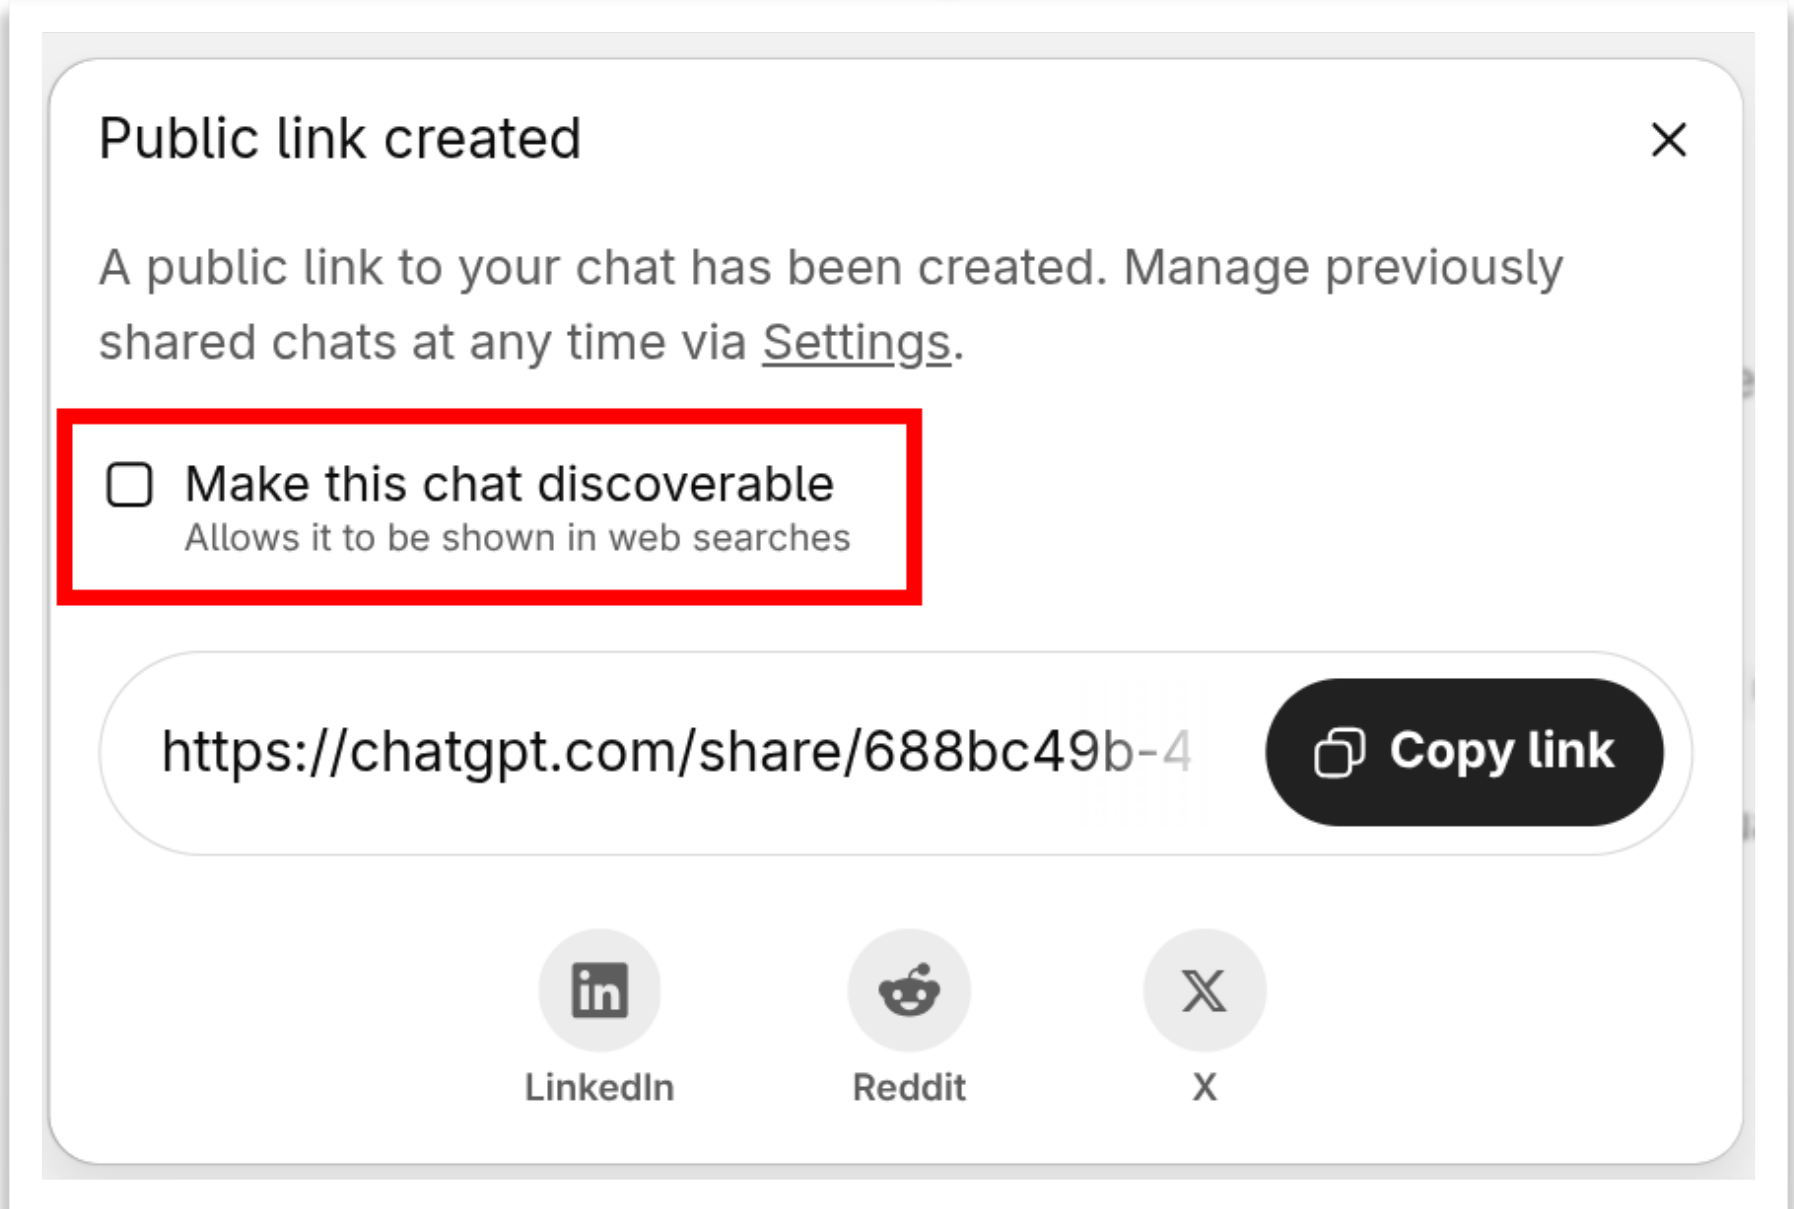 Public link created
A public link to your chat has been created. Manage previously
shared chats at any time via Settings.
Make this chat discoverable
Allows it to be shown in web searches
https://chatgpt.com/share/688bc49b-4
Copy link
in
LinkedIn
Reddit
X